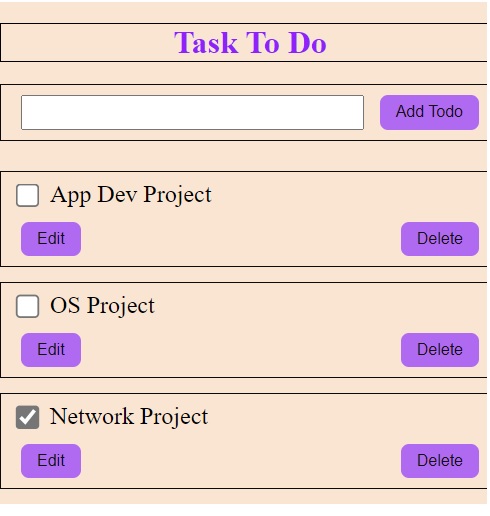 Task To Do
Add Todo
App Dev Project
Edit Delete
OS Project
Edit Delete
Network Project
Edit Delete